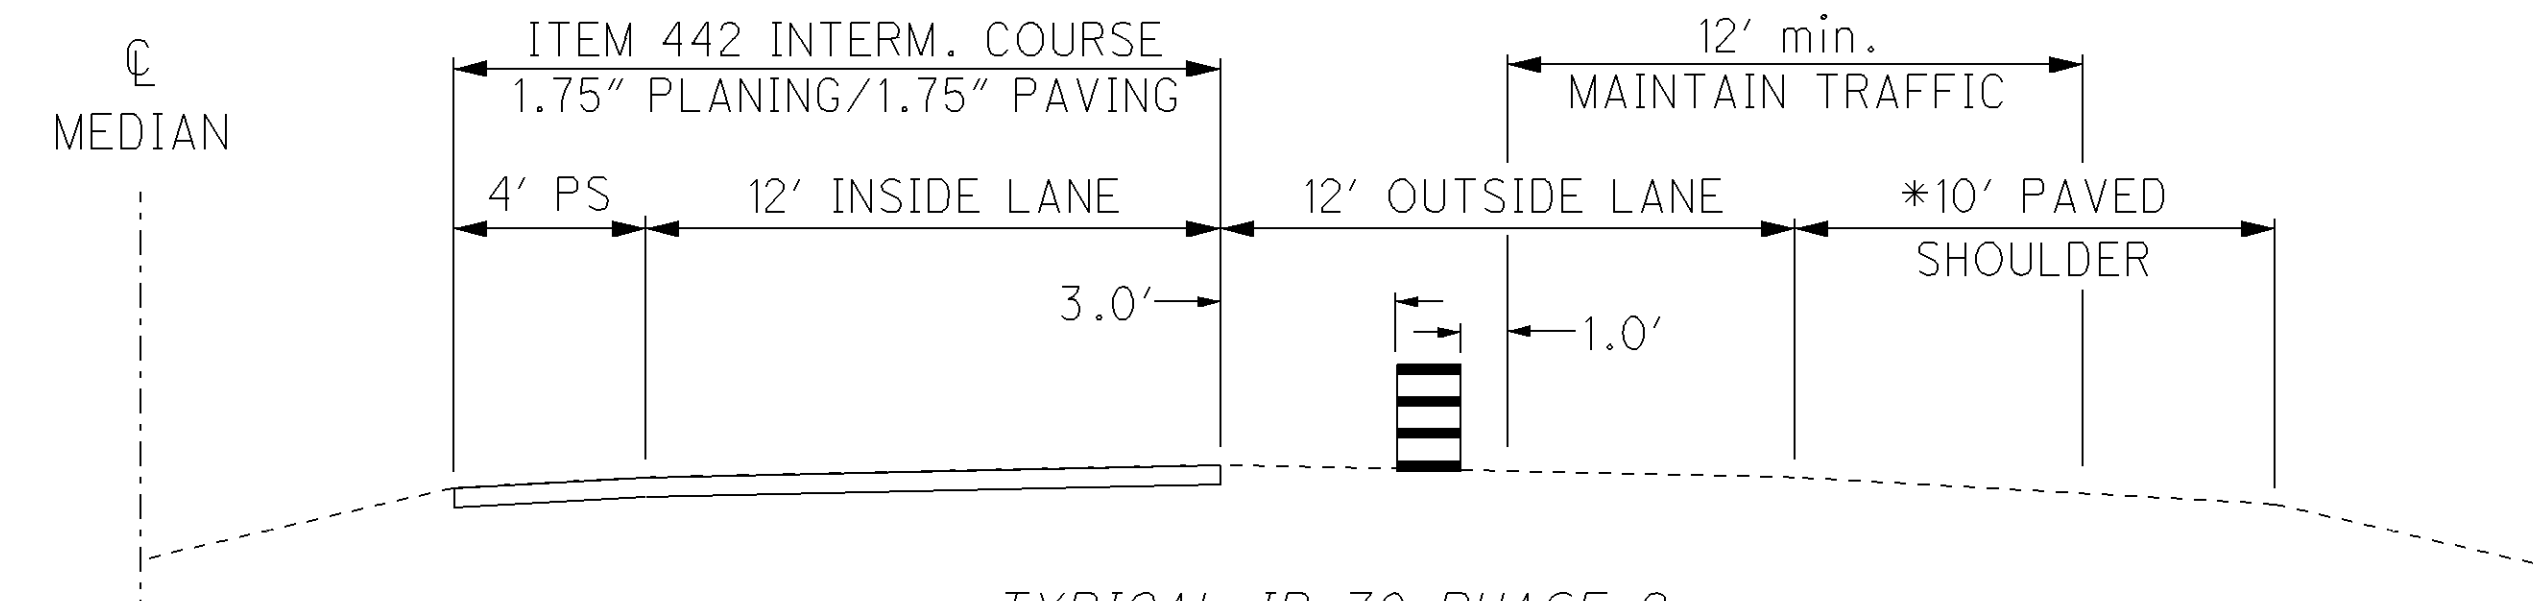 ℄
MEDIAN
ITEM 442 INTERM. COURSE
1.75" PLANING/1.75" PAVING
12' min.
MAINTAIN TRAFFIC
4' PS
12' INSIDE LANE
12' OUTSIDE LANE
*10' PAVED
SHOULDER
3.0'
1.0'